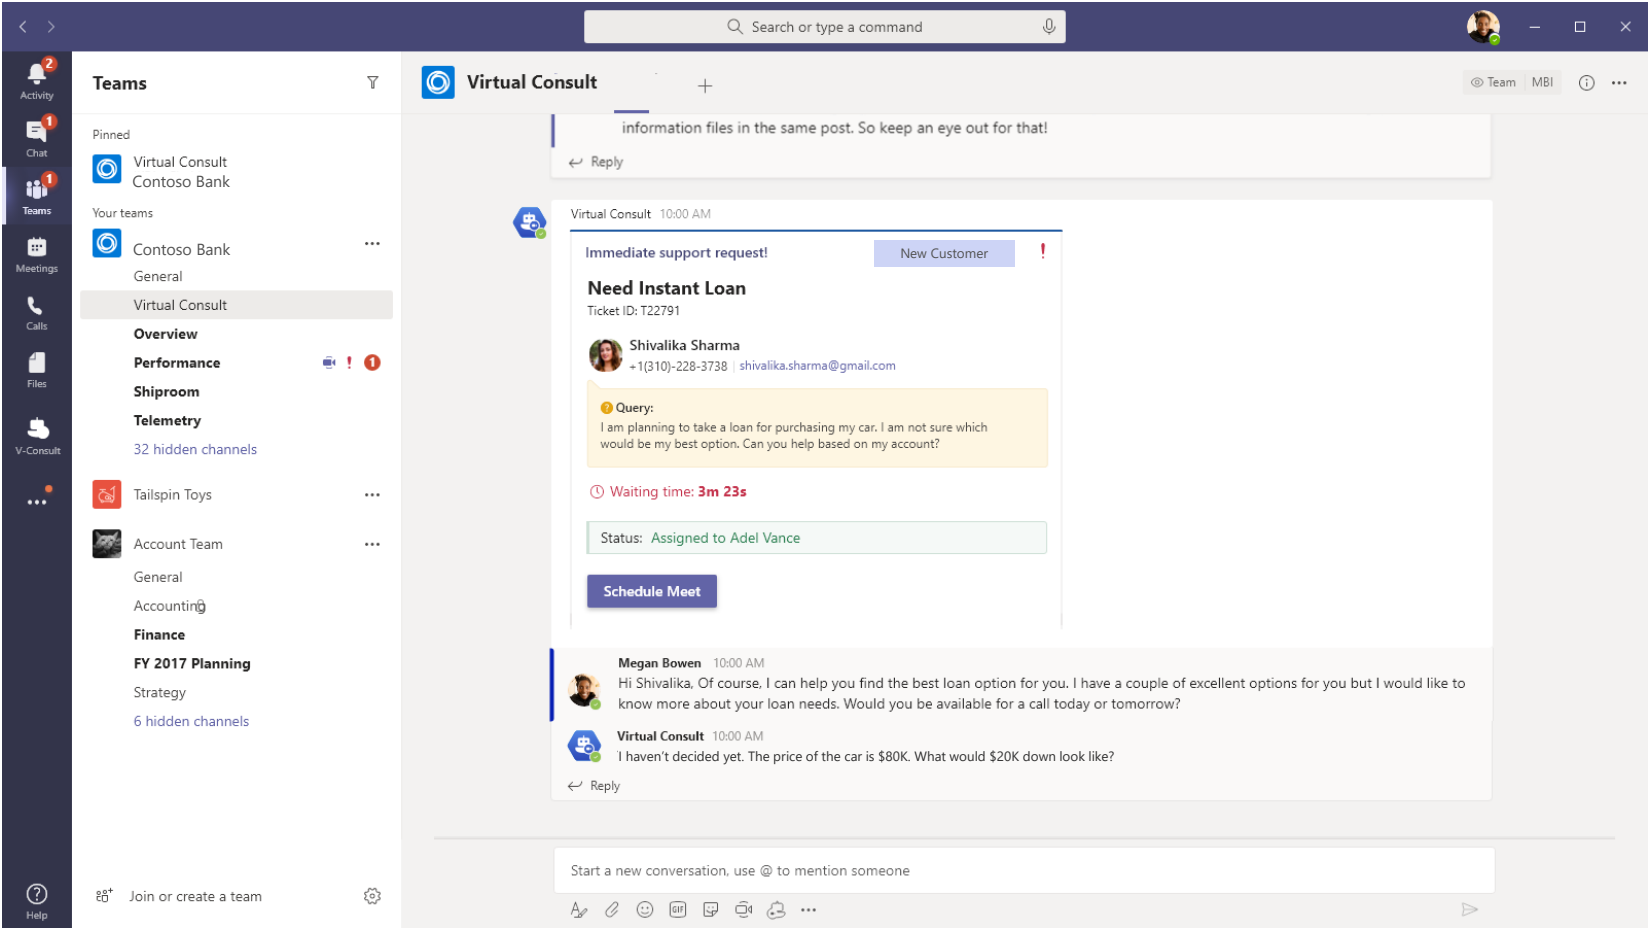 Search or type a command
2
Activity
1
Chat
1
Teams
Meetings
Calls
Files
V-Consult
Help
Teams
Pinned
Virtual Consult
Contoso Bank
Your teams
Contoso Bank
General
Virtual Consult
Overview
Performance
! 1
Shiproom
Telemetry
32 hidden channels
Tailspin Toys
Account Team
General
Accounting
Finance
FY 2017 Planning
Strategy
6 hidden channels
Join or create a team
Virtual Consult
Team MBI
information files in the same post. So keep an eye out for that!
Reply
Virtual Consult 10:00 AM
Immediate support request! New Customer !
Need Instant Loan
Ticket ID: T22791
Shivalika Sharma
+1(310)-228-3738 | shivalika.sharma@gmail.com
? Query:
I am planning to take a loan for purchasing my car. I am not sure which
would be my best option. Can you help based on my account?
Waiting time: 3m 23s
Status: Assigned to Adel Vance
Schedule Meet
Megan Bowen 10:00 AM
Hi Shivalika, Of course, I can help you find the best loan option for you. I have a couple of excellent options for you but I would like to
know more about your loan needs. Would you be available for a call today or tomorrow?
Virtual Consult 10:00 AM
I haven't decided yet. The price of the car is $80K. What would $20K down look like?
Reply
Start a new conversation, use @ to mention someone
GIF